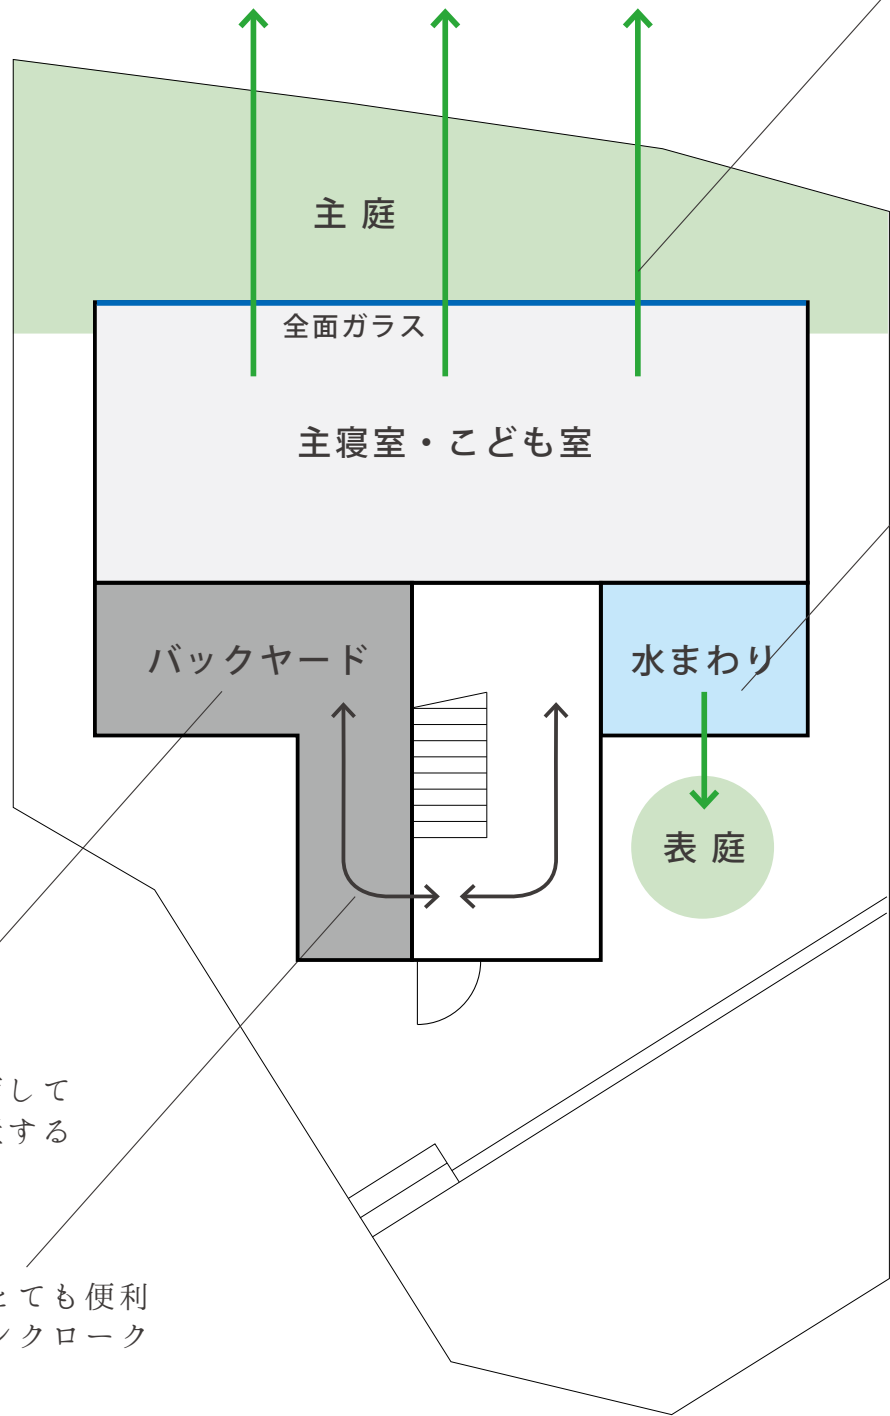 主庭
全面ガラス
主寝室・こども室
バックヤード
水まわり
表庭
して
する
とても便利
ンクローク